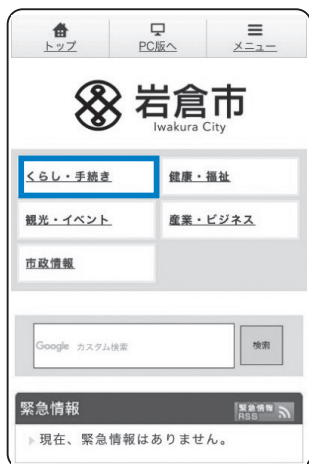 トップ
PC版へ
メニュー
岩倉市
Iwakura City
くらし・手続き
健康・福祉
観光・イベント
産業・ビジネス
市政情報
Google カスタム検索
検索
緊急情報
緊急情報
RSS
現在、緊急情報はありません。